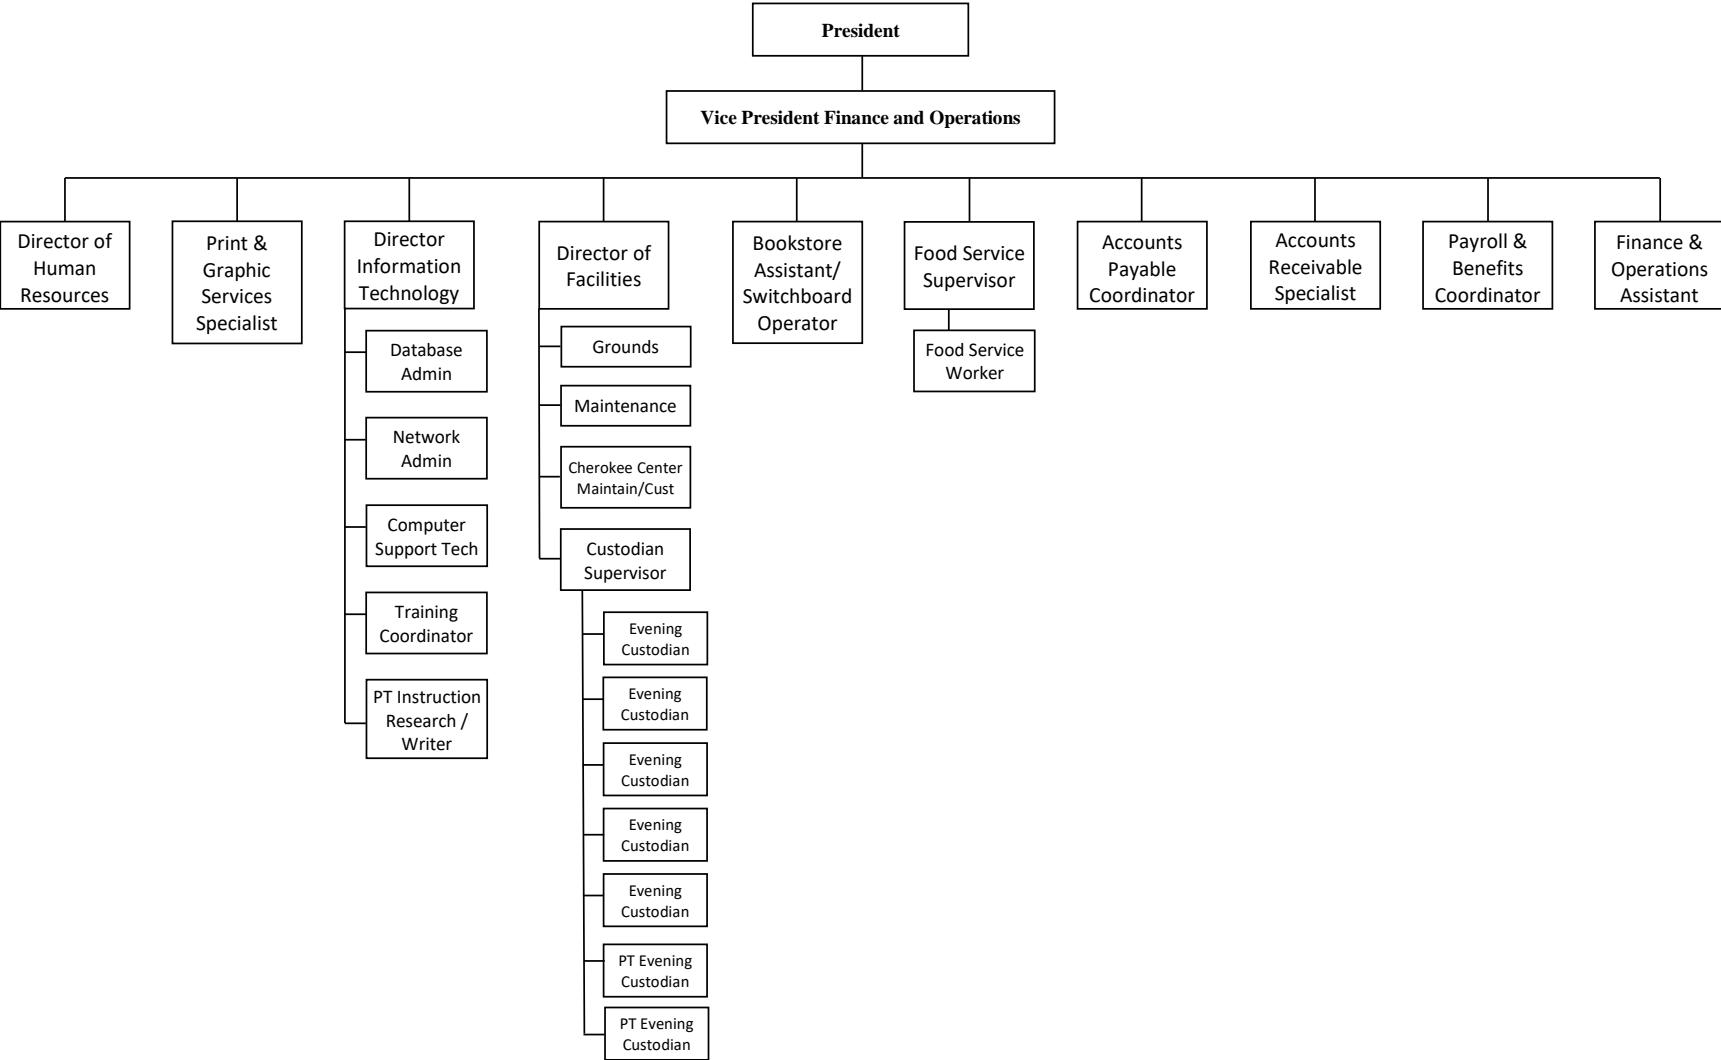 President
Vice President Finance and Operations
Director of
Human
Resources
Print &
Graphic
Services
Specialist
Director
Information
Technology
Director of
Facilities
Bookstore
Assistant/
Switchboard
Operator
Food Service
Supervisor
Accounts
Payable
Coordinator
Accounts
Receivable
Specialist
Payroll &
Benefits
Coordinator
Finance &
Operations
Assistant
Database
Admin
Network
Admin
Computer
Support Tech
Training
Coordinator
PT Instruction
Research /
Writer
Grounds
Maintenance
Cherokee Center
Maintain/Cust
Custodian
Supervisor
Evening
Custodian
Evening
Custodian
Evening
Custodian
Evening
Custodian
Evening
Custodian
PT Evening
Custodian
PT Evening
Custodian
Food Service
Worker